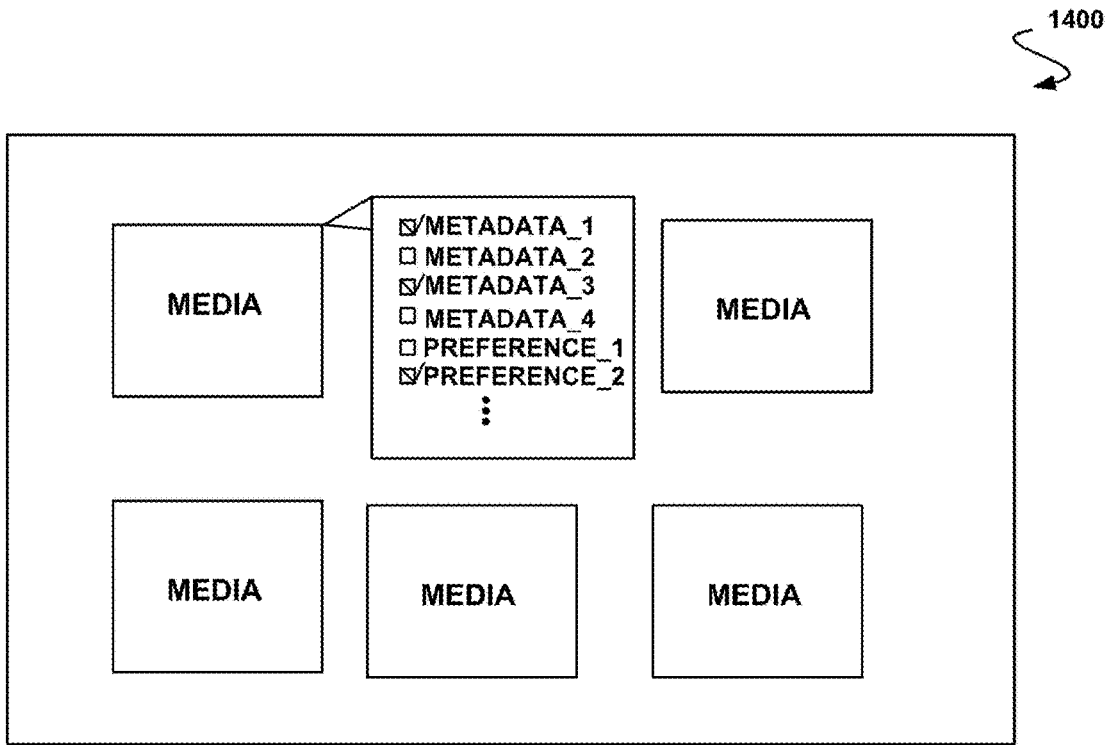 1400
MEDIA
METADATA_1
METADATA_2
METADATA_3
METADATA_4
PREFERENCE_1
PREFERENCE_2
MEDIA
MEDIA
MEDIA
MEDIA